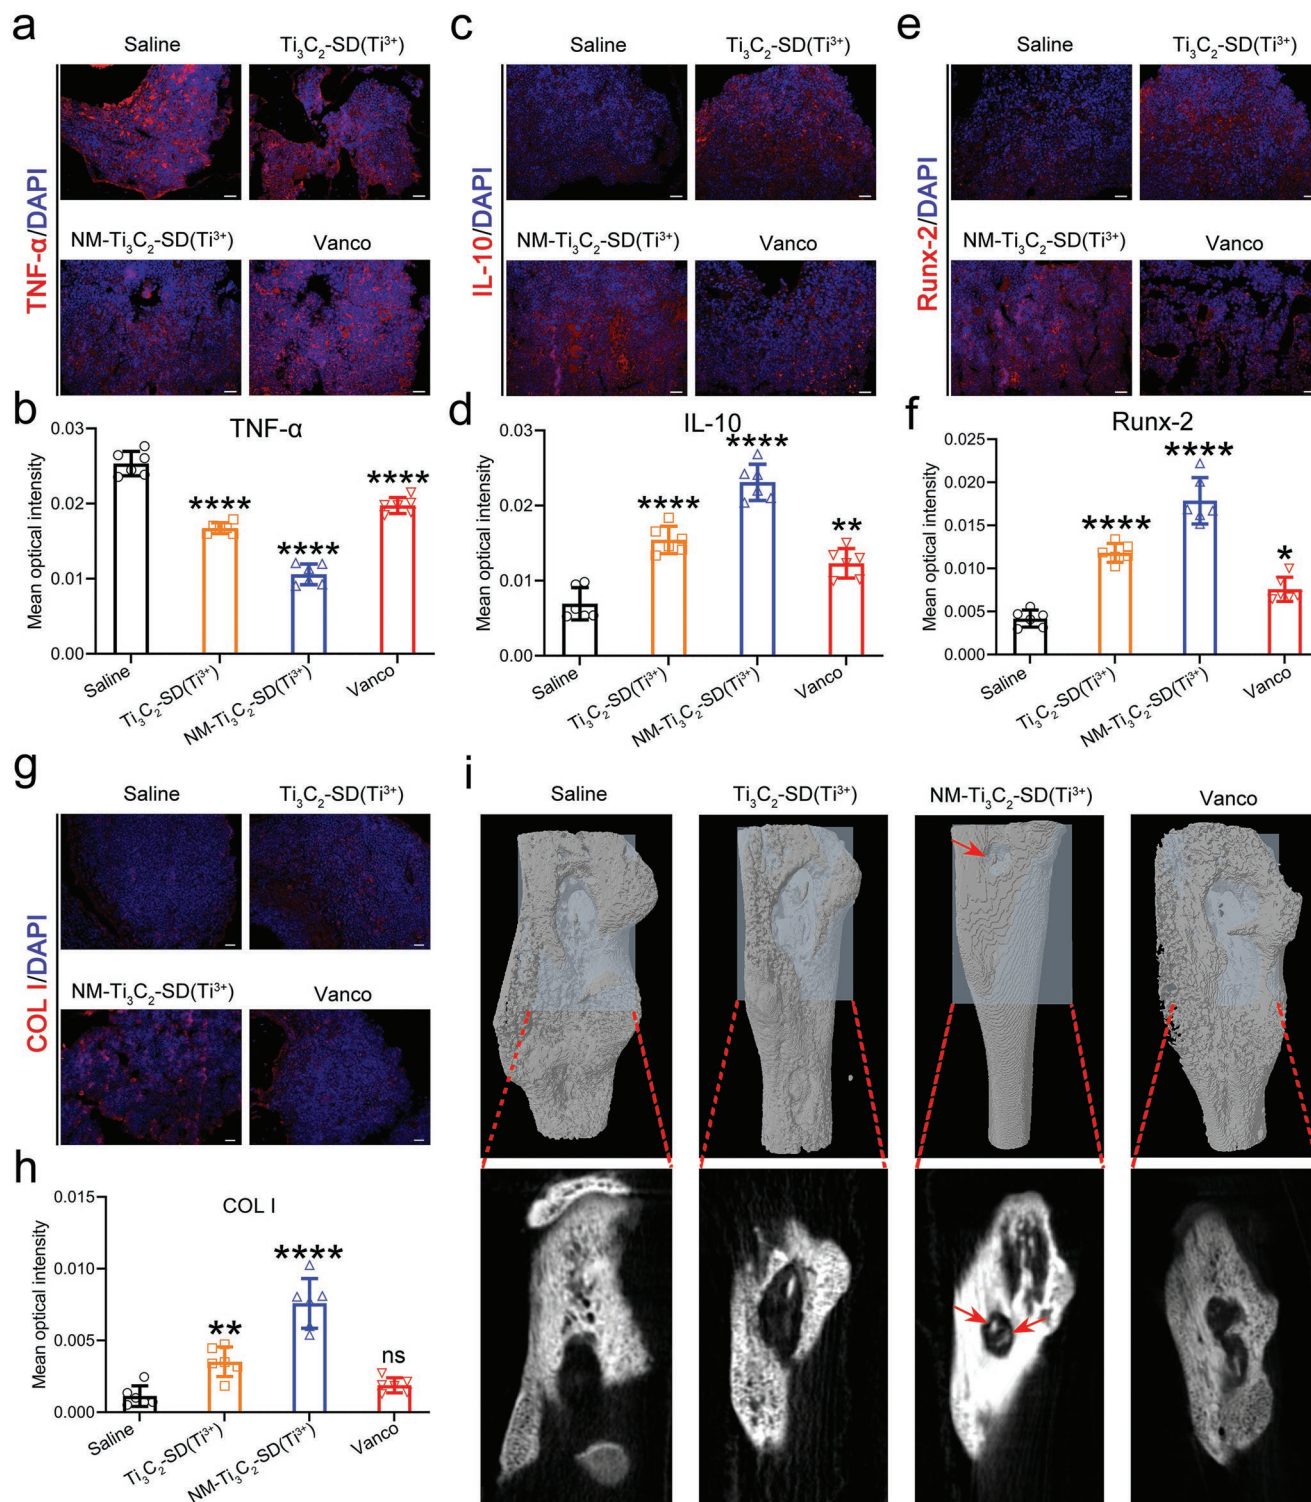 a
Saline
Ti₃C₂-SD(Ti³⁺)
NM-Ti₃C₂-SD(Ti³⁺)
Vanco
TNF-α/DAPI
b
TNF-α
0.03
0.02
0.01
0.00
Mean optical intensity
****
****
****
Saline
Ti₃C₂-SD(Ti³⁺)
NM-Ti₃C₂-SD(Ti³⁺)
Vanco
c
Saline
Ti₃C₂-SD(Ti³⁺)
NM-Ti₃C₂-SD(Ti³⁺)
Vanco
IL-10/DAPI
d
IL-10
0.03
0.02
0.01
0.00
Mean optical intensity
****
****
**
Saline
Ti₃C₂-SD(Ti³⁺)
NM-Ti₃C₂-SD(Ti³⁺)
Vanco
e
Saline
Ti₃C₂-SD(Ti³⁺)
NM-Ti₃C₂-SD(Ti³⁺)
Vanco
Runx-2/DAPI
f
Runx-2
0.025
0.020
0.015
0.010
0.005
0.000
Mean optical intensity
****
****
*
Saline
Ti₃C₂-SD(Ti³⁺)
NM-Ti₃C₂-SD(Ti³⁺)
Vanco
g
Saline
Ti₃C₂-SD(Ti³⁺)
NM-Ti₃C₂-SD(Ti³⁺)
Vanco
COL I/DAPI
h
COL I
0.015
0.010
0.005
0.000
Mean optical intensity
**
****
ns
Saline
Ti₃C₂-SD(Ti³⁺)
NM-Ti₃C₂-SD(Ti³⁺)
Vanco
i
Saline
Ti₃C₂-SD(Ti³⁺)
NM-Ti₃C₂-SD(Ti³⁺)
Vanco